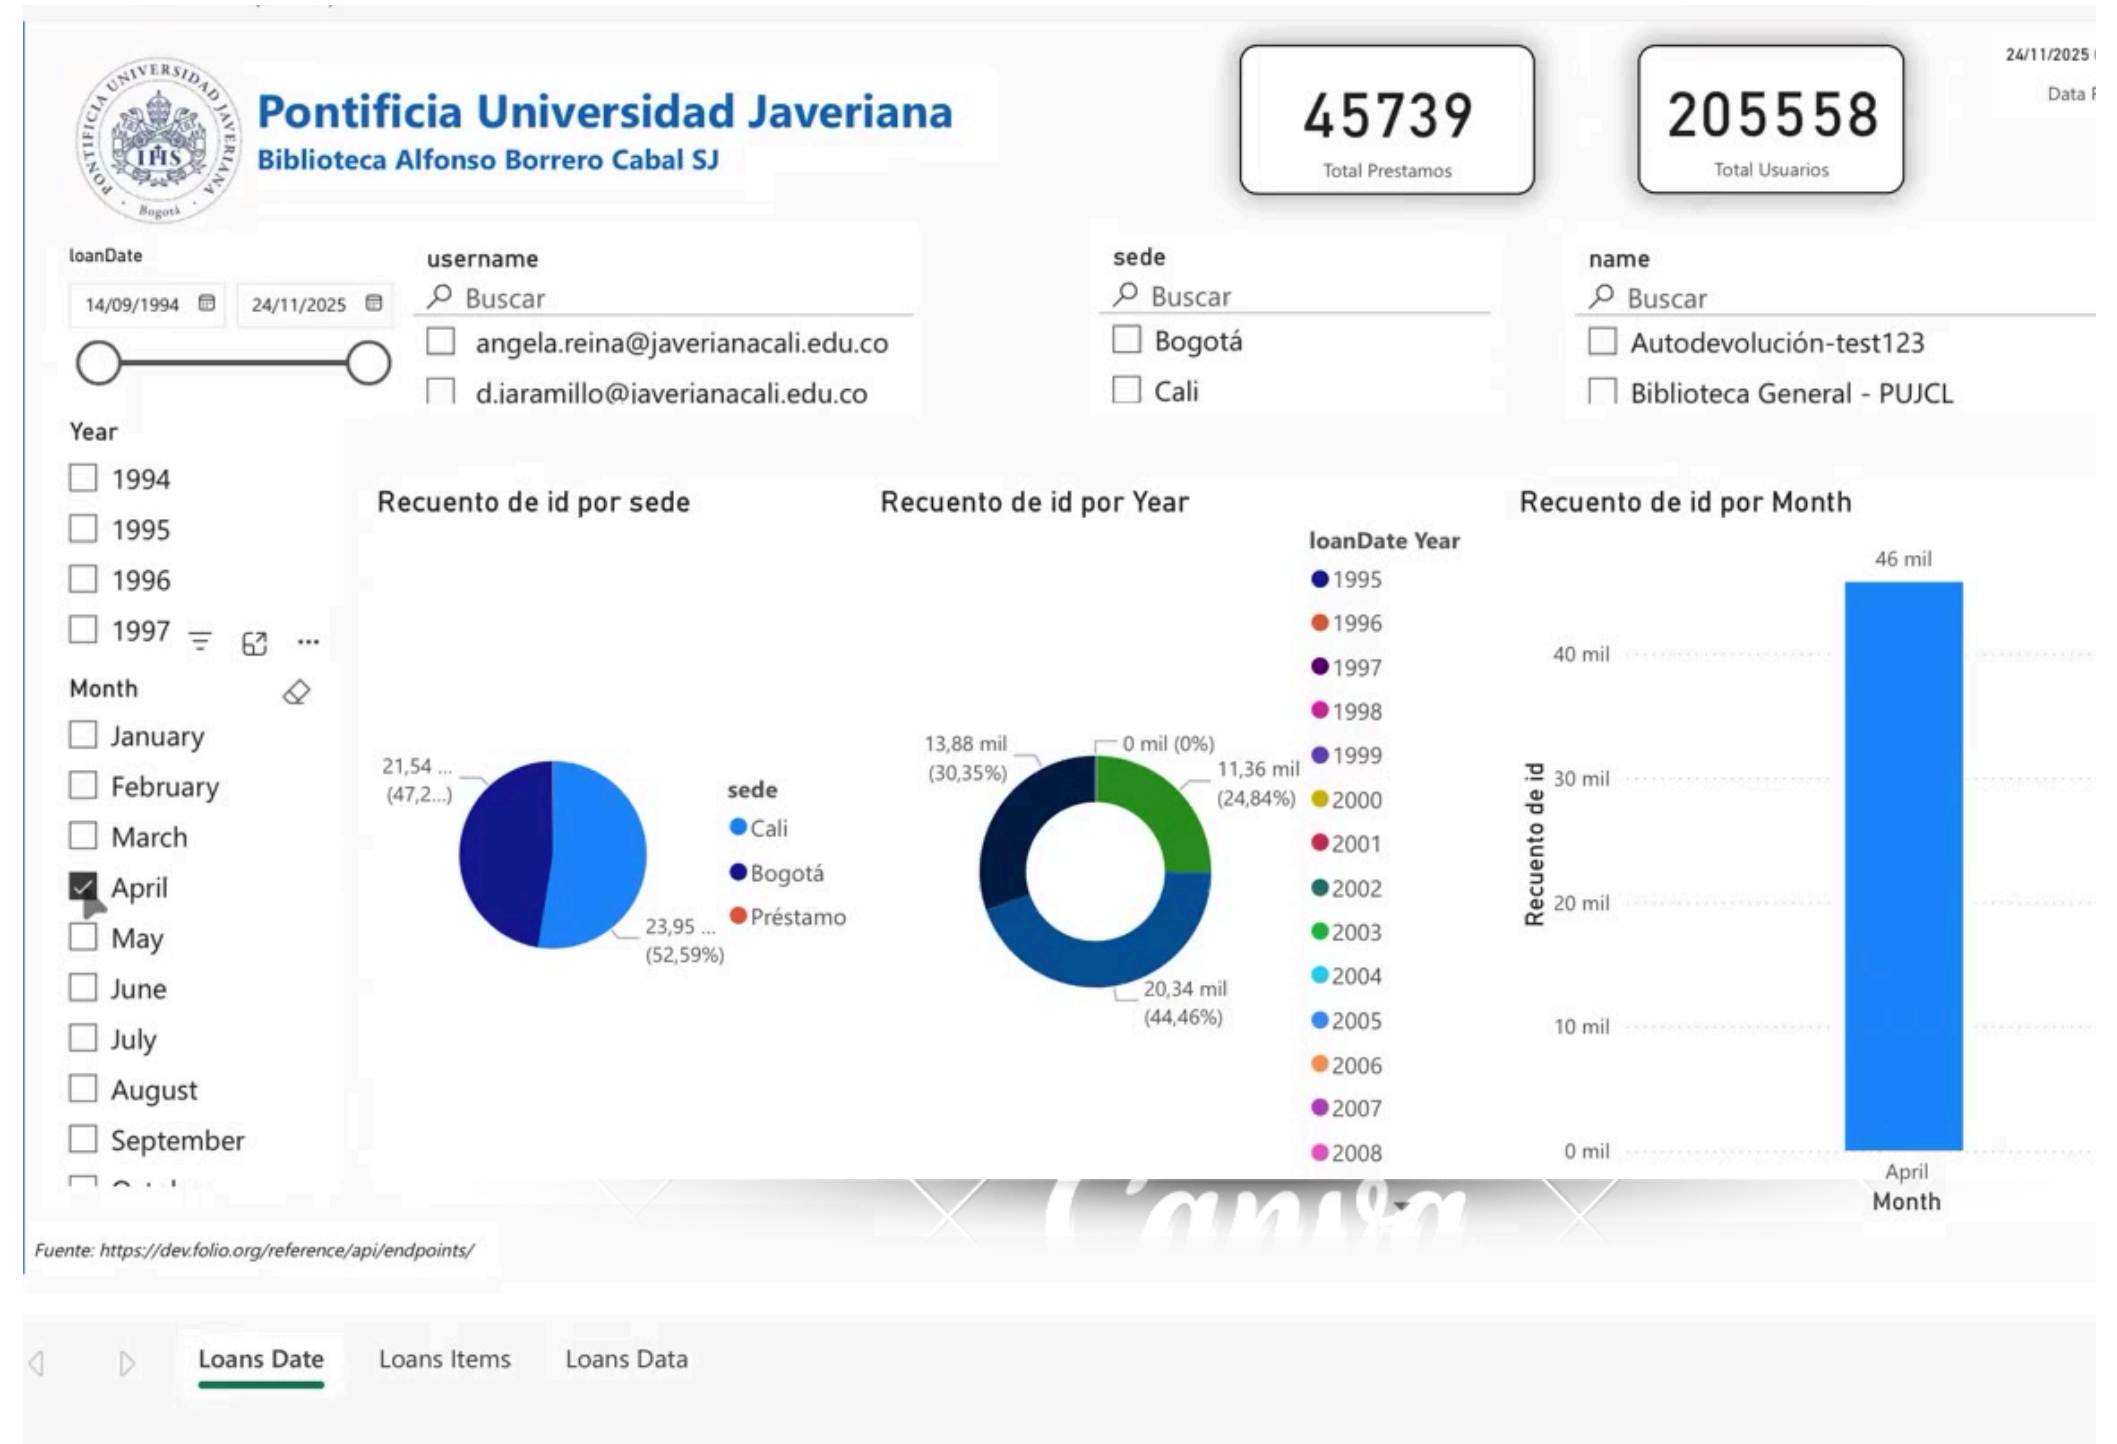 PONTIFICIA UNIVERSIDAD JAVERIANA
IHS
Bogotá
Pontificia Universidad Javeriana
Biblioteca Alfonso Borrero Cabal SJ
45739
Total Prestamos
205558
Total Usuarios
24/11/2025
Data
loanDate
14/09/1994
24/11/2025
username
Buscar
angela.reina@javerianacali.edu.co
d.jaramillo@javerianacali.edu.co
sede
Buscar
Bogotá
Cali
name
Buscar
Autodevolución-test123
Biblioteca General - PUJCL
Year
1994
1995
1996
1997
Month
January
February
March
April
May
June
July
August
September
Recuento de id por sede
21,54 ...
(47,2...)
23,95 ...
(52,59%)
sede
Cali
Bogotá
Préstamo
Recuento de id por Year
13,88 mil
(30,35%)
0 mil (0%)
11,36 mil
(24,84%)
20,34 mil
(44,46%)
loanDate Year
1995
1996
1997
1998
1999
2000
2001
2002
2003
2004
2005
2006
2007
2008
Recuento de id por Month
46 mil
40 mil
30 mil
20 mil
10 mil
0 mil
Recuento de id
April
Month
Canva
Fuente: https://dev.folio.org/reference/api/endpoints/
Loans Date
Loans Items
Loans Data